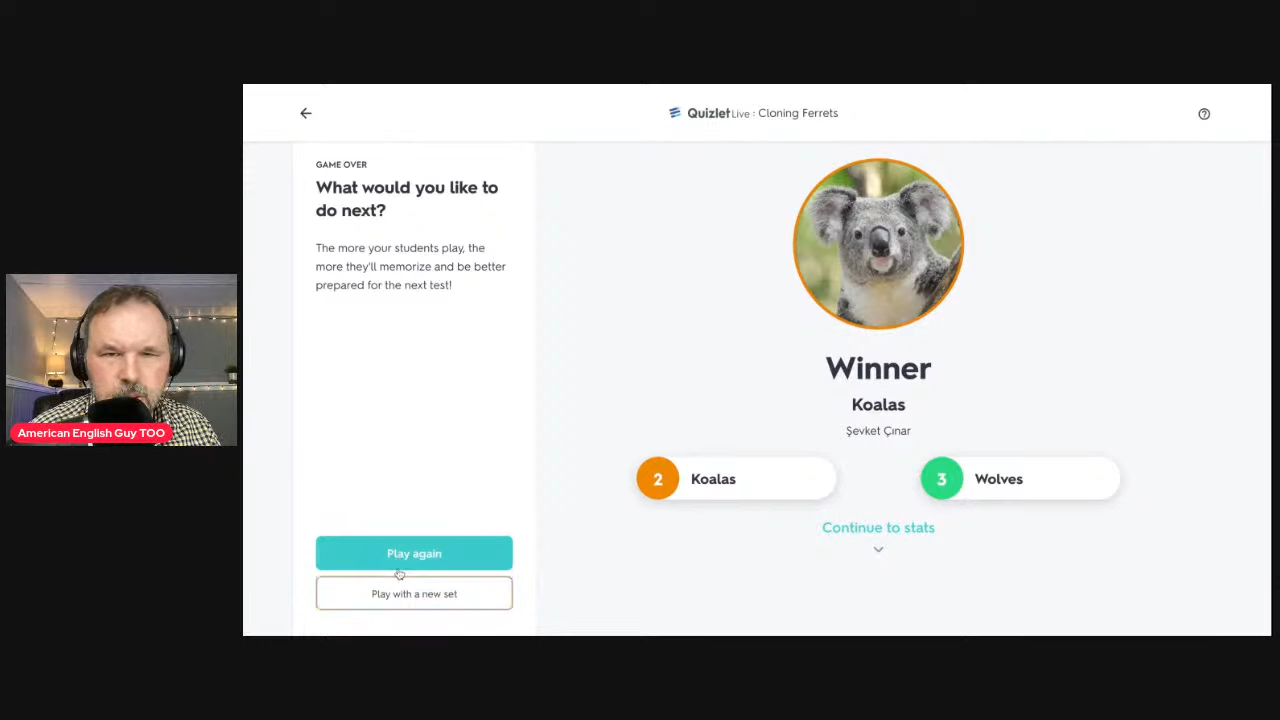 Quizlet Live : Cloning Ferrets
GAME OVER
What would you like to
do next?
The more your students play, the
more they'll memorize and be better
prepared for the next test!
Play again
Play with a new set
Winner
Koalas
Şevket Çınar
2 Koalas
3 Wolves
Continue to stats
American English Guy TOO